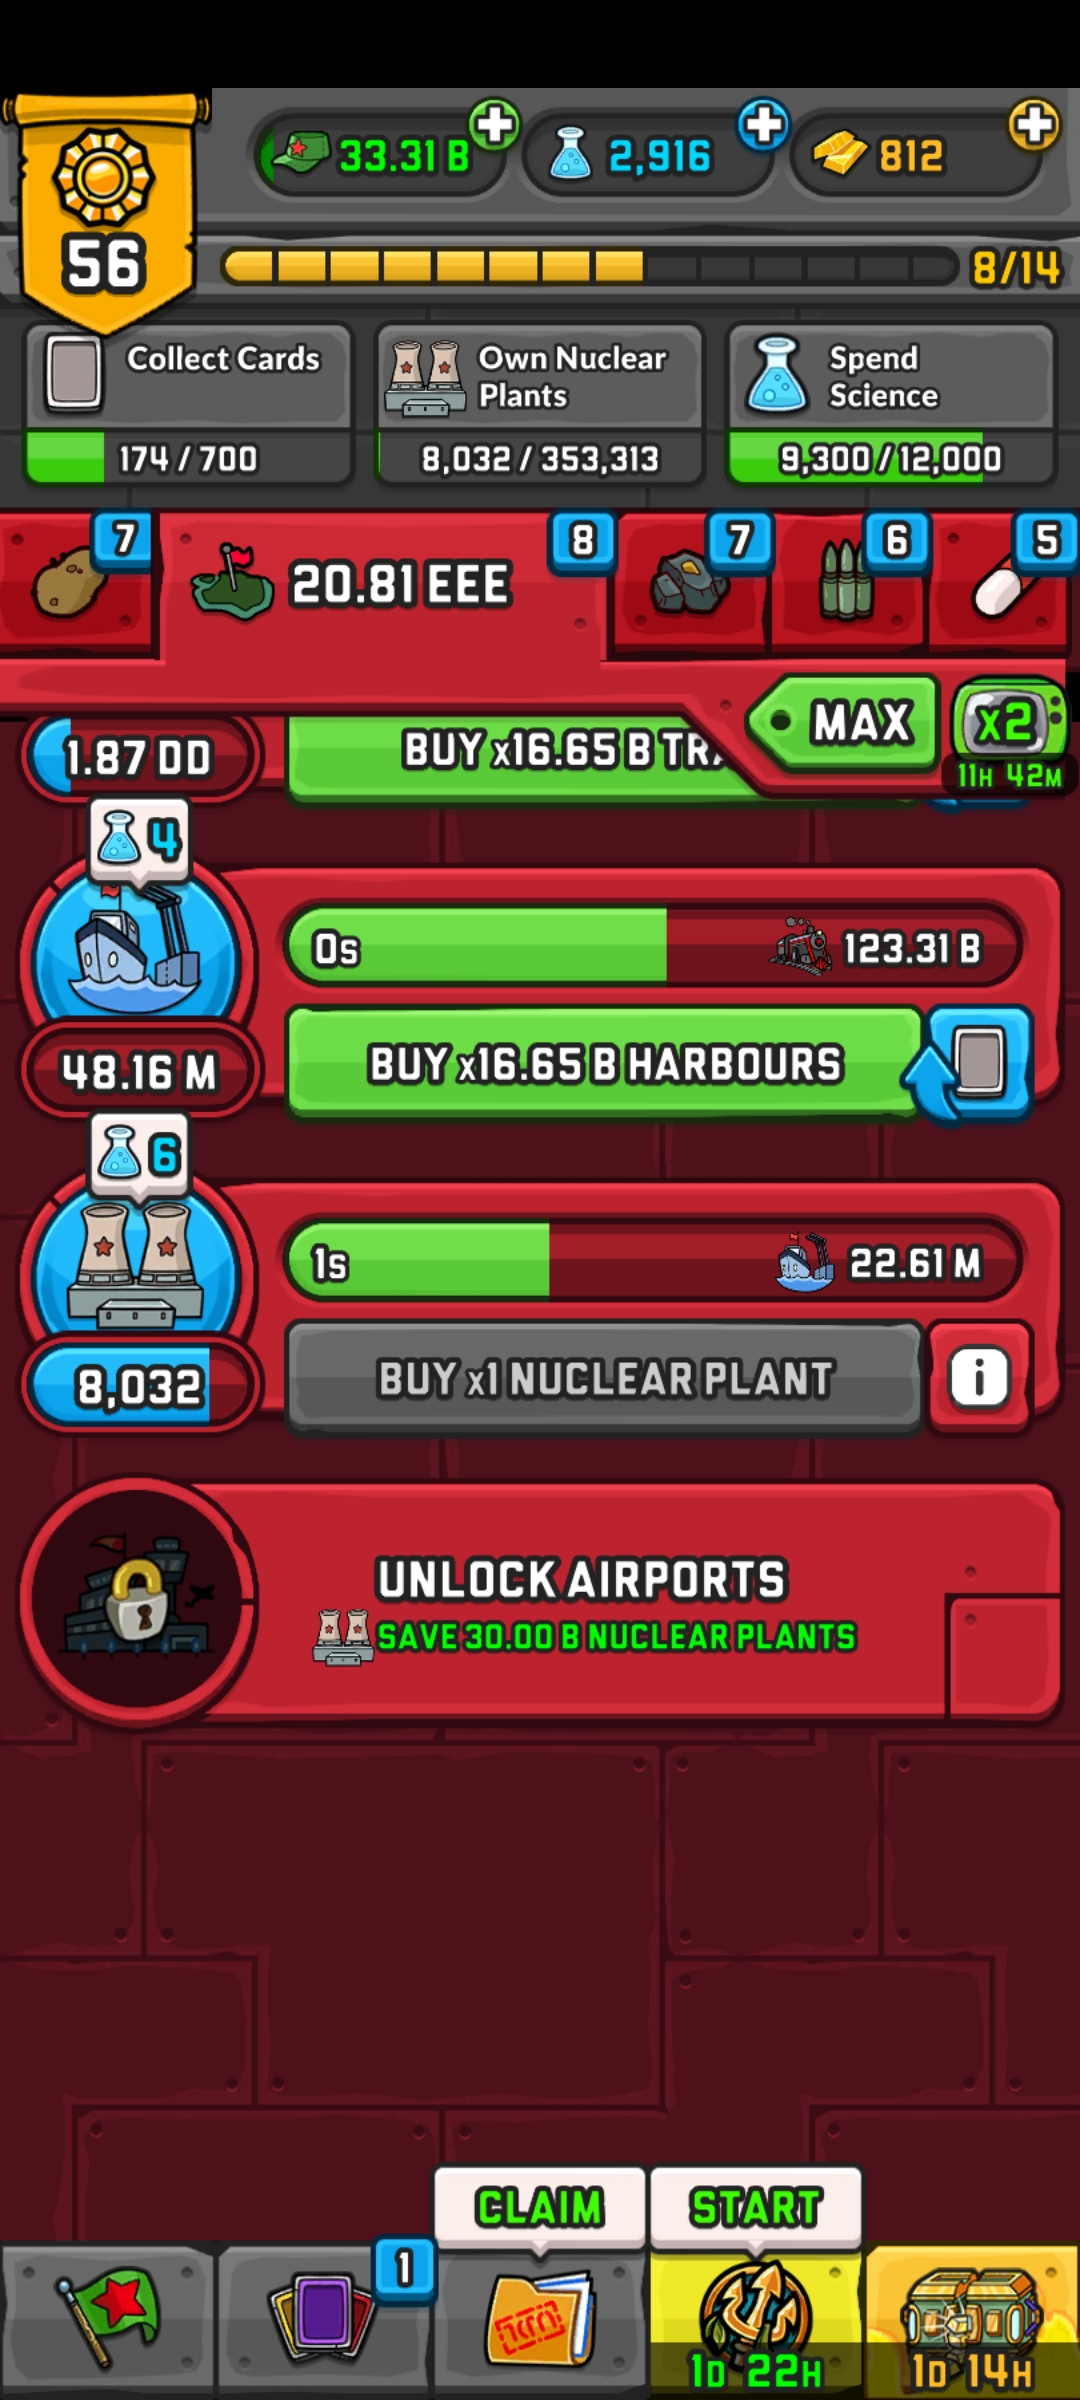 33.31 B
2,916
812
56
8/14
Collect Cards
174 / 700
Own Nuclear
Plants
8,032 / 353,313
Spend
Science
9,300 / 12,000
7
20.81 EEE
8
7
6
5
MAX
x2
11H 42M
1.87 DD
BUY x16.65 B TRA
4
0s
123.31 B
48.16 M
BUY x16.65 B HARBOURS
6
1s
22.61 M
8,032
BUY x1 NUCLEAR PLANT
i
UNLOCK AIRPORTS
SAVE 30.00 B NUCLEAR PLANTS
CLAIM
START
1
1D 22H
1D 14H